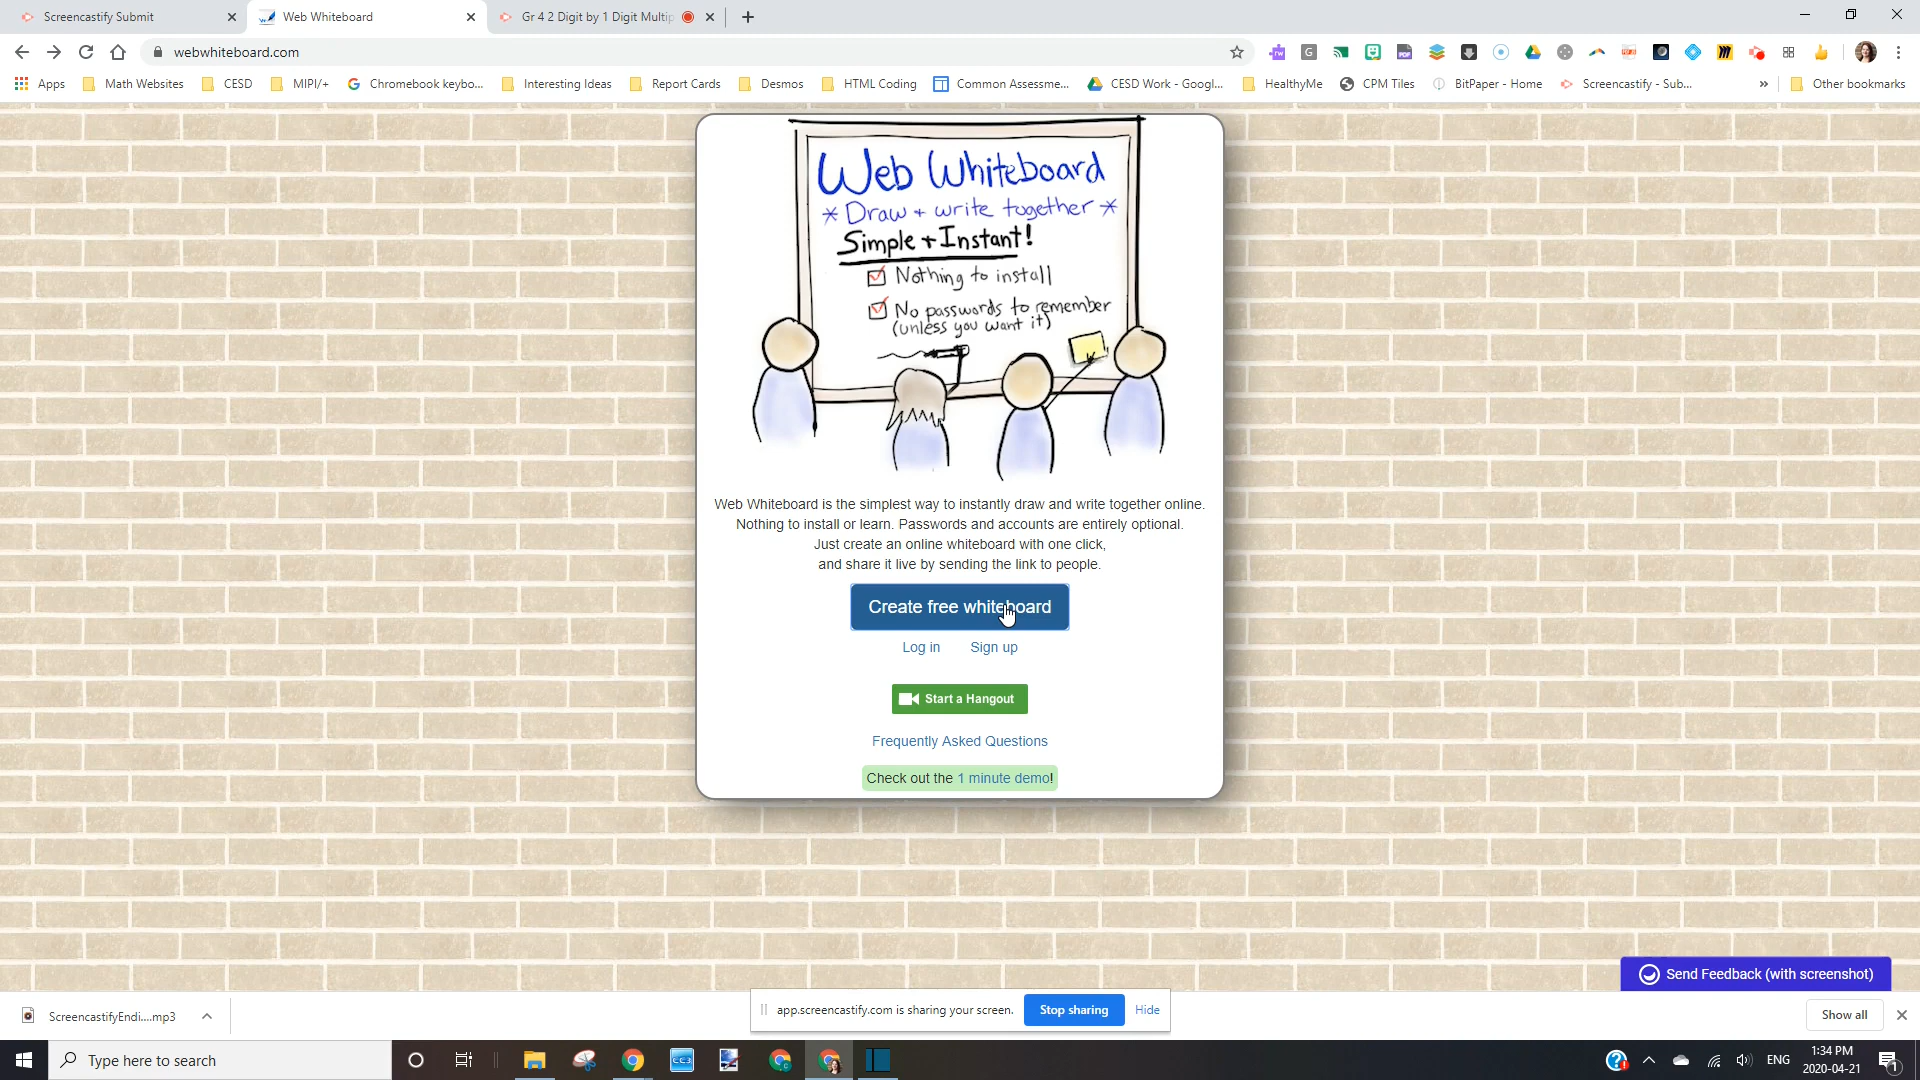 Screencastify Submit
Web Whiteboard
Gr 4 2 Digit by 1 Digit Multip
webwhiteboard.com
Apps
Math Websites
CESD
MIPI/+
Chromebook keybo...
Interesting Ideas
Report Cards
Desmos
HTML Coding
Common Assessme...
CESD Work - Googl...
HealthyMe
CPM Tiles
BitPaper - Home
Screencastify - Sub...
»
Other bookmarks
Web Whiteboard
* Draw + write together *
Simple + Instant!
Nothing to install
No passwords to remember
(unless you want it)
Web Whiteboard is the simplest way to instantly draw and write together online.
Nothing to install or learn. Passwords and accounts are entirely optional.
Just create an online whiteboard with one click,
and share it live by sending the link to people.
Create free whiteboard
Log in
Sign up
Start a Hangout
Frequently Asked Questions
Check out the 1 minute demo!
Send Feedback (with screenshot)
ScreencastifyEndi....mp3
app.screencastify.com is sharing your screen.
Stop sharing
Hide
Show all
Type here to search
ENG
1:34 PM
2020-04-21
1